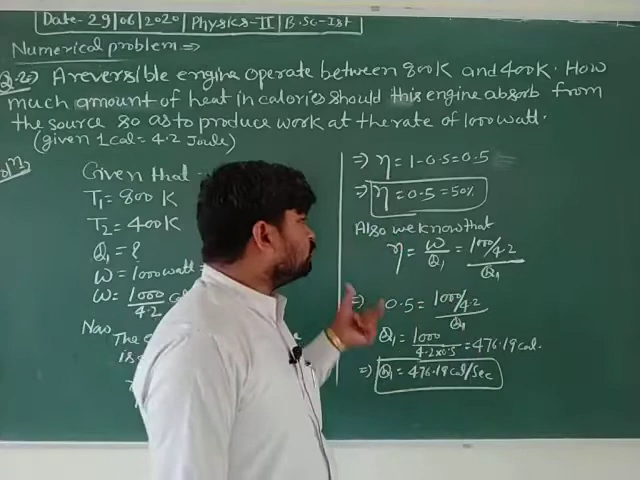 Date- 29/06/2020 | Physics-II | B.Sc-Ist
Numerical problem ⇒
Q.2⇒ A reversible engine operate between 800K and 400K. How
much amount of heat in calories should this engine absorb from
the source so as to produce work at the rate of 1000 watt.
(given 1 Cal = 4.2 Joule)
Given that
T₁ = 800 K
T₂ = 400K
Q₁ = ?
W = 1000 watt
W = 1000/4.2
Now The
is
⇒ η = 1-0.5 = 0.5
⇒ η = 0.5 = 50%
Also we know that
η = W/Q₁ = (1000/4.2)/Q₁
⇒ 0.5 = (1000/4.2)/Q₁
Q₁ = 1000/(4.2×0.5) = 476.19 cal.
⇒ Q₁ = 476.19 cal/sec